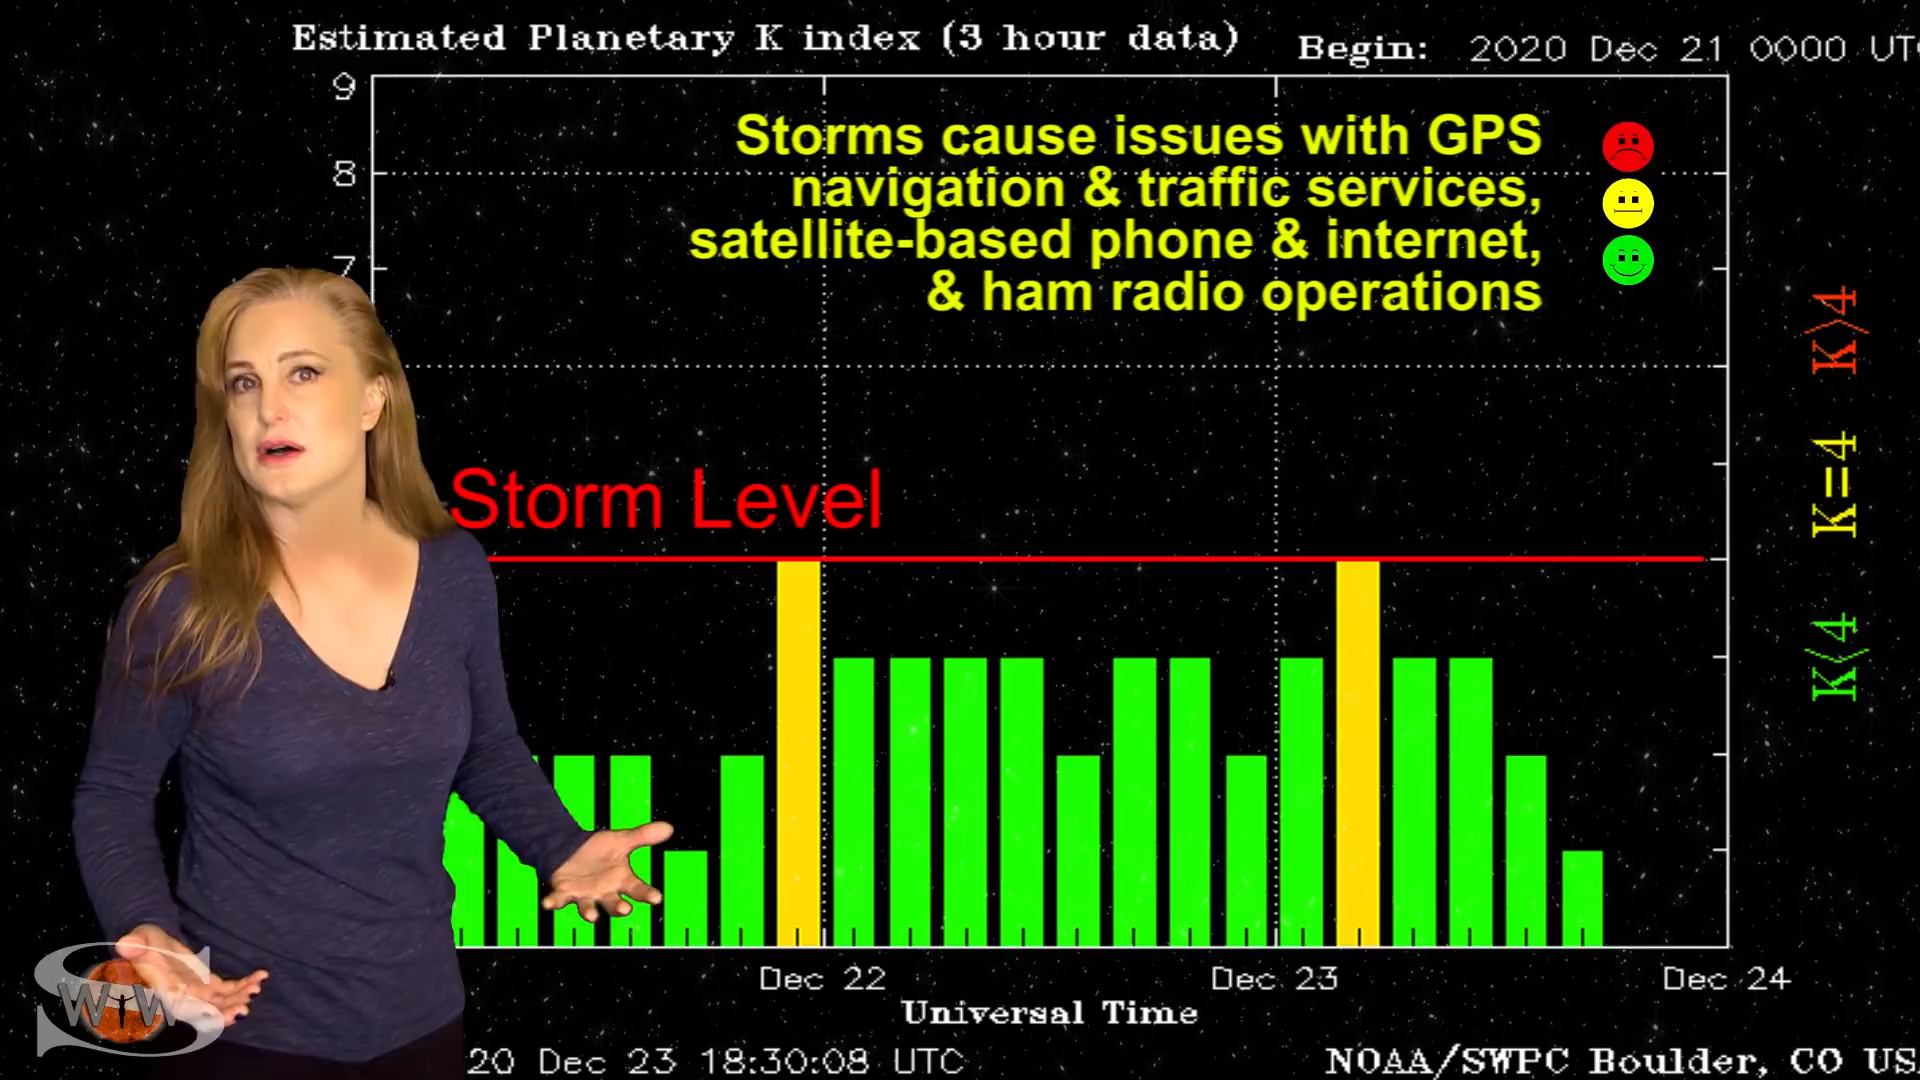 Estimated Planetary K index (3 hour data)
Begin: 2020 Dec 21 0000 UTC
9
8
7
Storms cause issues with GPS
navigation & traffic services,
satellite-based phone & internet,
& ham radio operations
Storm Level
K>4
K=4
K<4
Dec 22
Dec 23
Dec 24
Universal Time
20 Dec 23 18:30:08 UTC
NOAA/SWPC Boulder, CO US
S
WTW